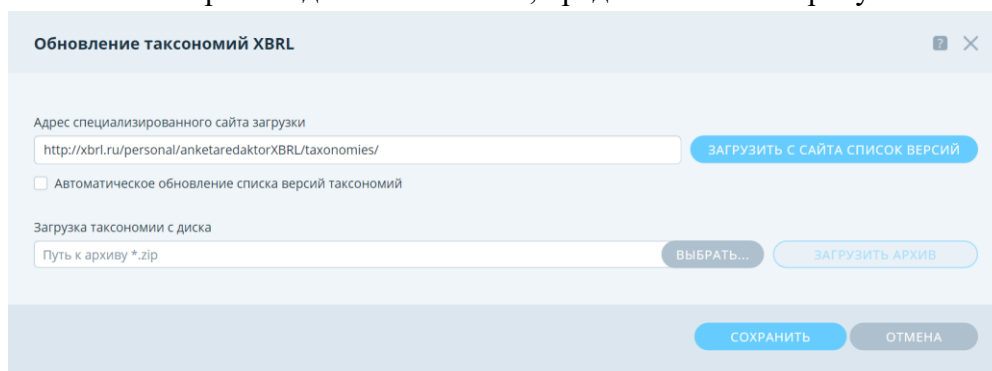 Обновление таксономий XBRL
?
Адрес специализированного сайта загрузки
http://xbrl.ru/personal/anketaredaktorXBRL/taxonomies/
ЗАГРУЗИТЬ С САЙТА СПИСОК ВЕРСИЙ
Автоматическое обновление списка версий таксономий
Загрузка таксономии с диска
Путь к архиву *.zip
ВЫБРАТЬ...
ЗАГРУЗИТЬ АРХИВ
СОХРАНИТЬ
ОТМЕНА